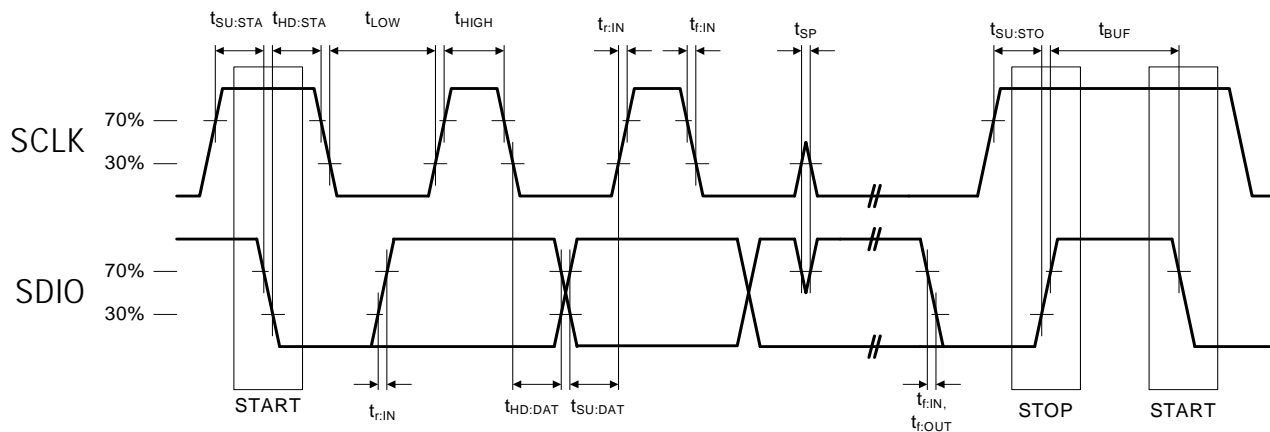 tSU:STA tHD:STA tLOW tHIGH tr:IN tf:IN tSP tSU:STO tBUF
SCLK
70%
30%
SDIO
70%
30%
START
tr:IN
tHD:DAT tSU:DAT
tf:IN,
tf:OUT
STOP
START